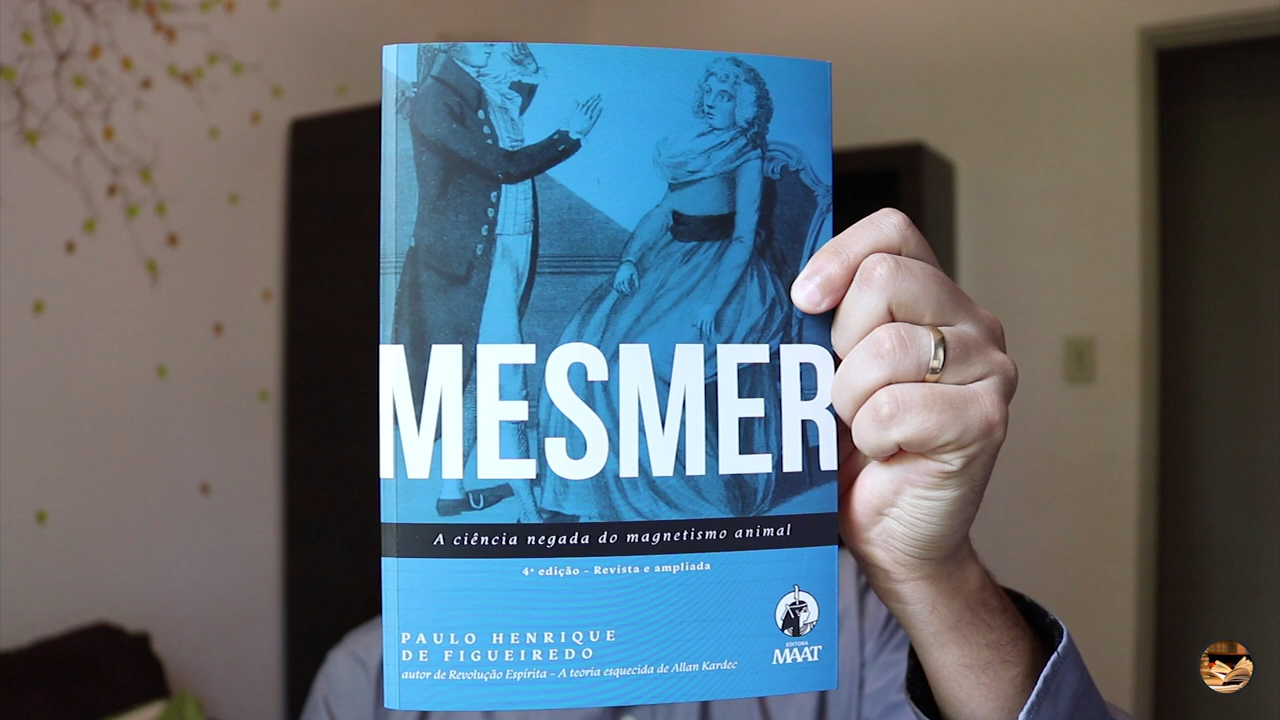 MESMER
A ciência negada do magnetismo animal
4ª edição - Revista e ampliada
PAULO HENRIQUE
DE FIGUEIREDO
autor de Revolução Espírita - A teoria esquecida de Allan Kardec
EDITORA
MAAT